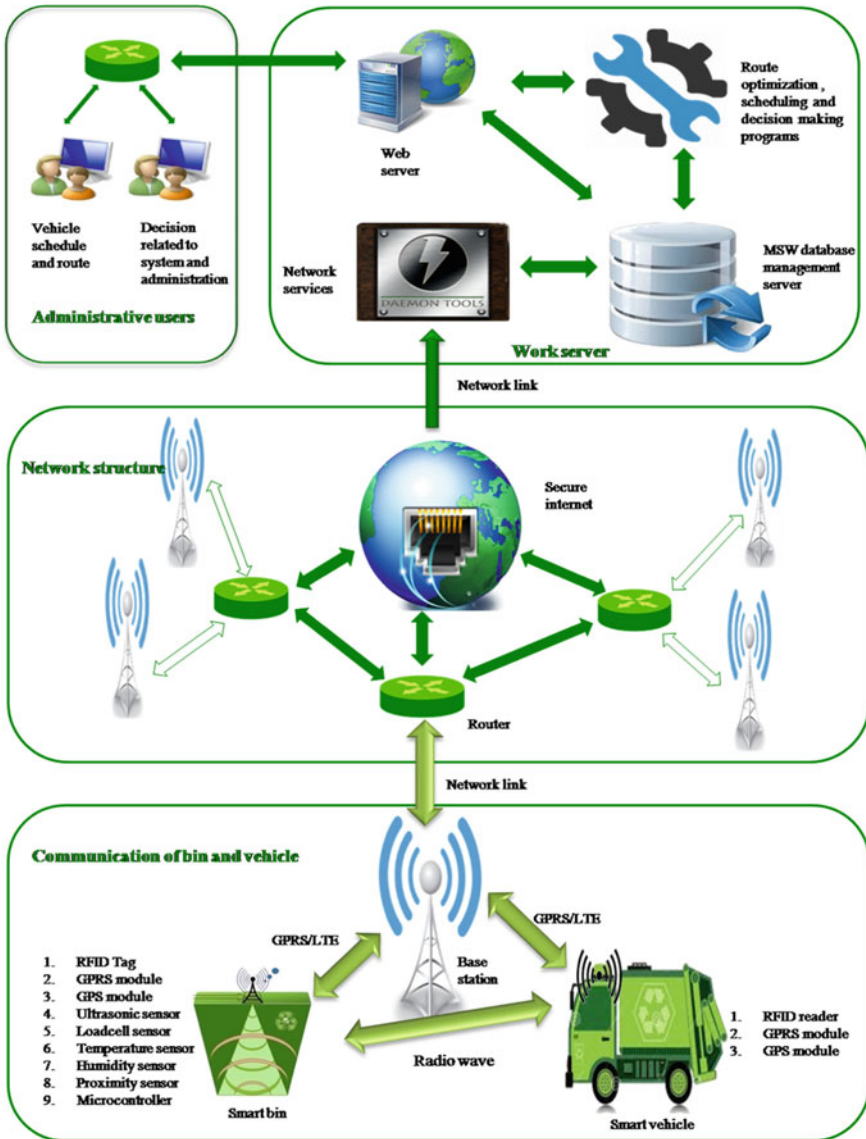 Web
server
Route
optimization ,
scheduling and
decision making
programs
Vehicle
schedule
and route
Decision
related to
system and
administration
Administrative users
Network
services
DAEMON TOOLS
MSW database
management
server
Work server
Network link
Network structure
Secure
internet
Router
Network link
Communication of bin and vehicle
GPRS/LTE
GPRS/LTE
Base
station
1. RFID Tag
2. GPRS module
3. GPS module
4. Ultrasonic sensor
5. Loadcell sensor
6. Temperature sensor
7. Humidity sensor
8. Proximity sensor
9. Microcontroller
Radio wave
1. RFID reader
2. GPRS module
3. GPS module
Smart bin
Smart vehicle